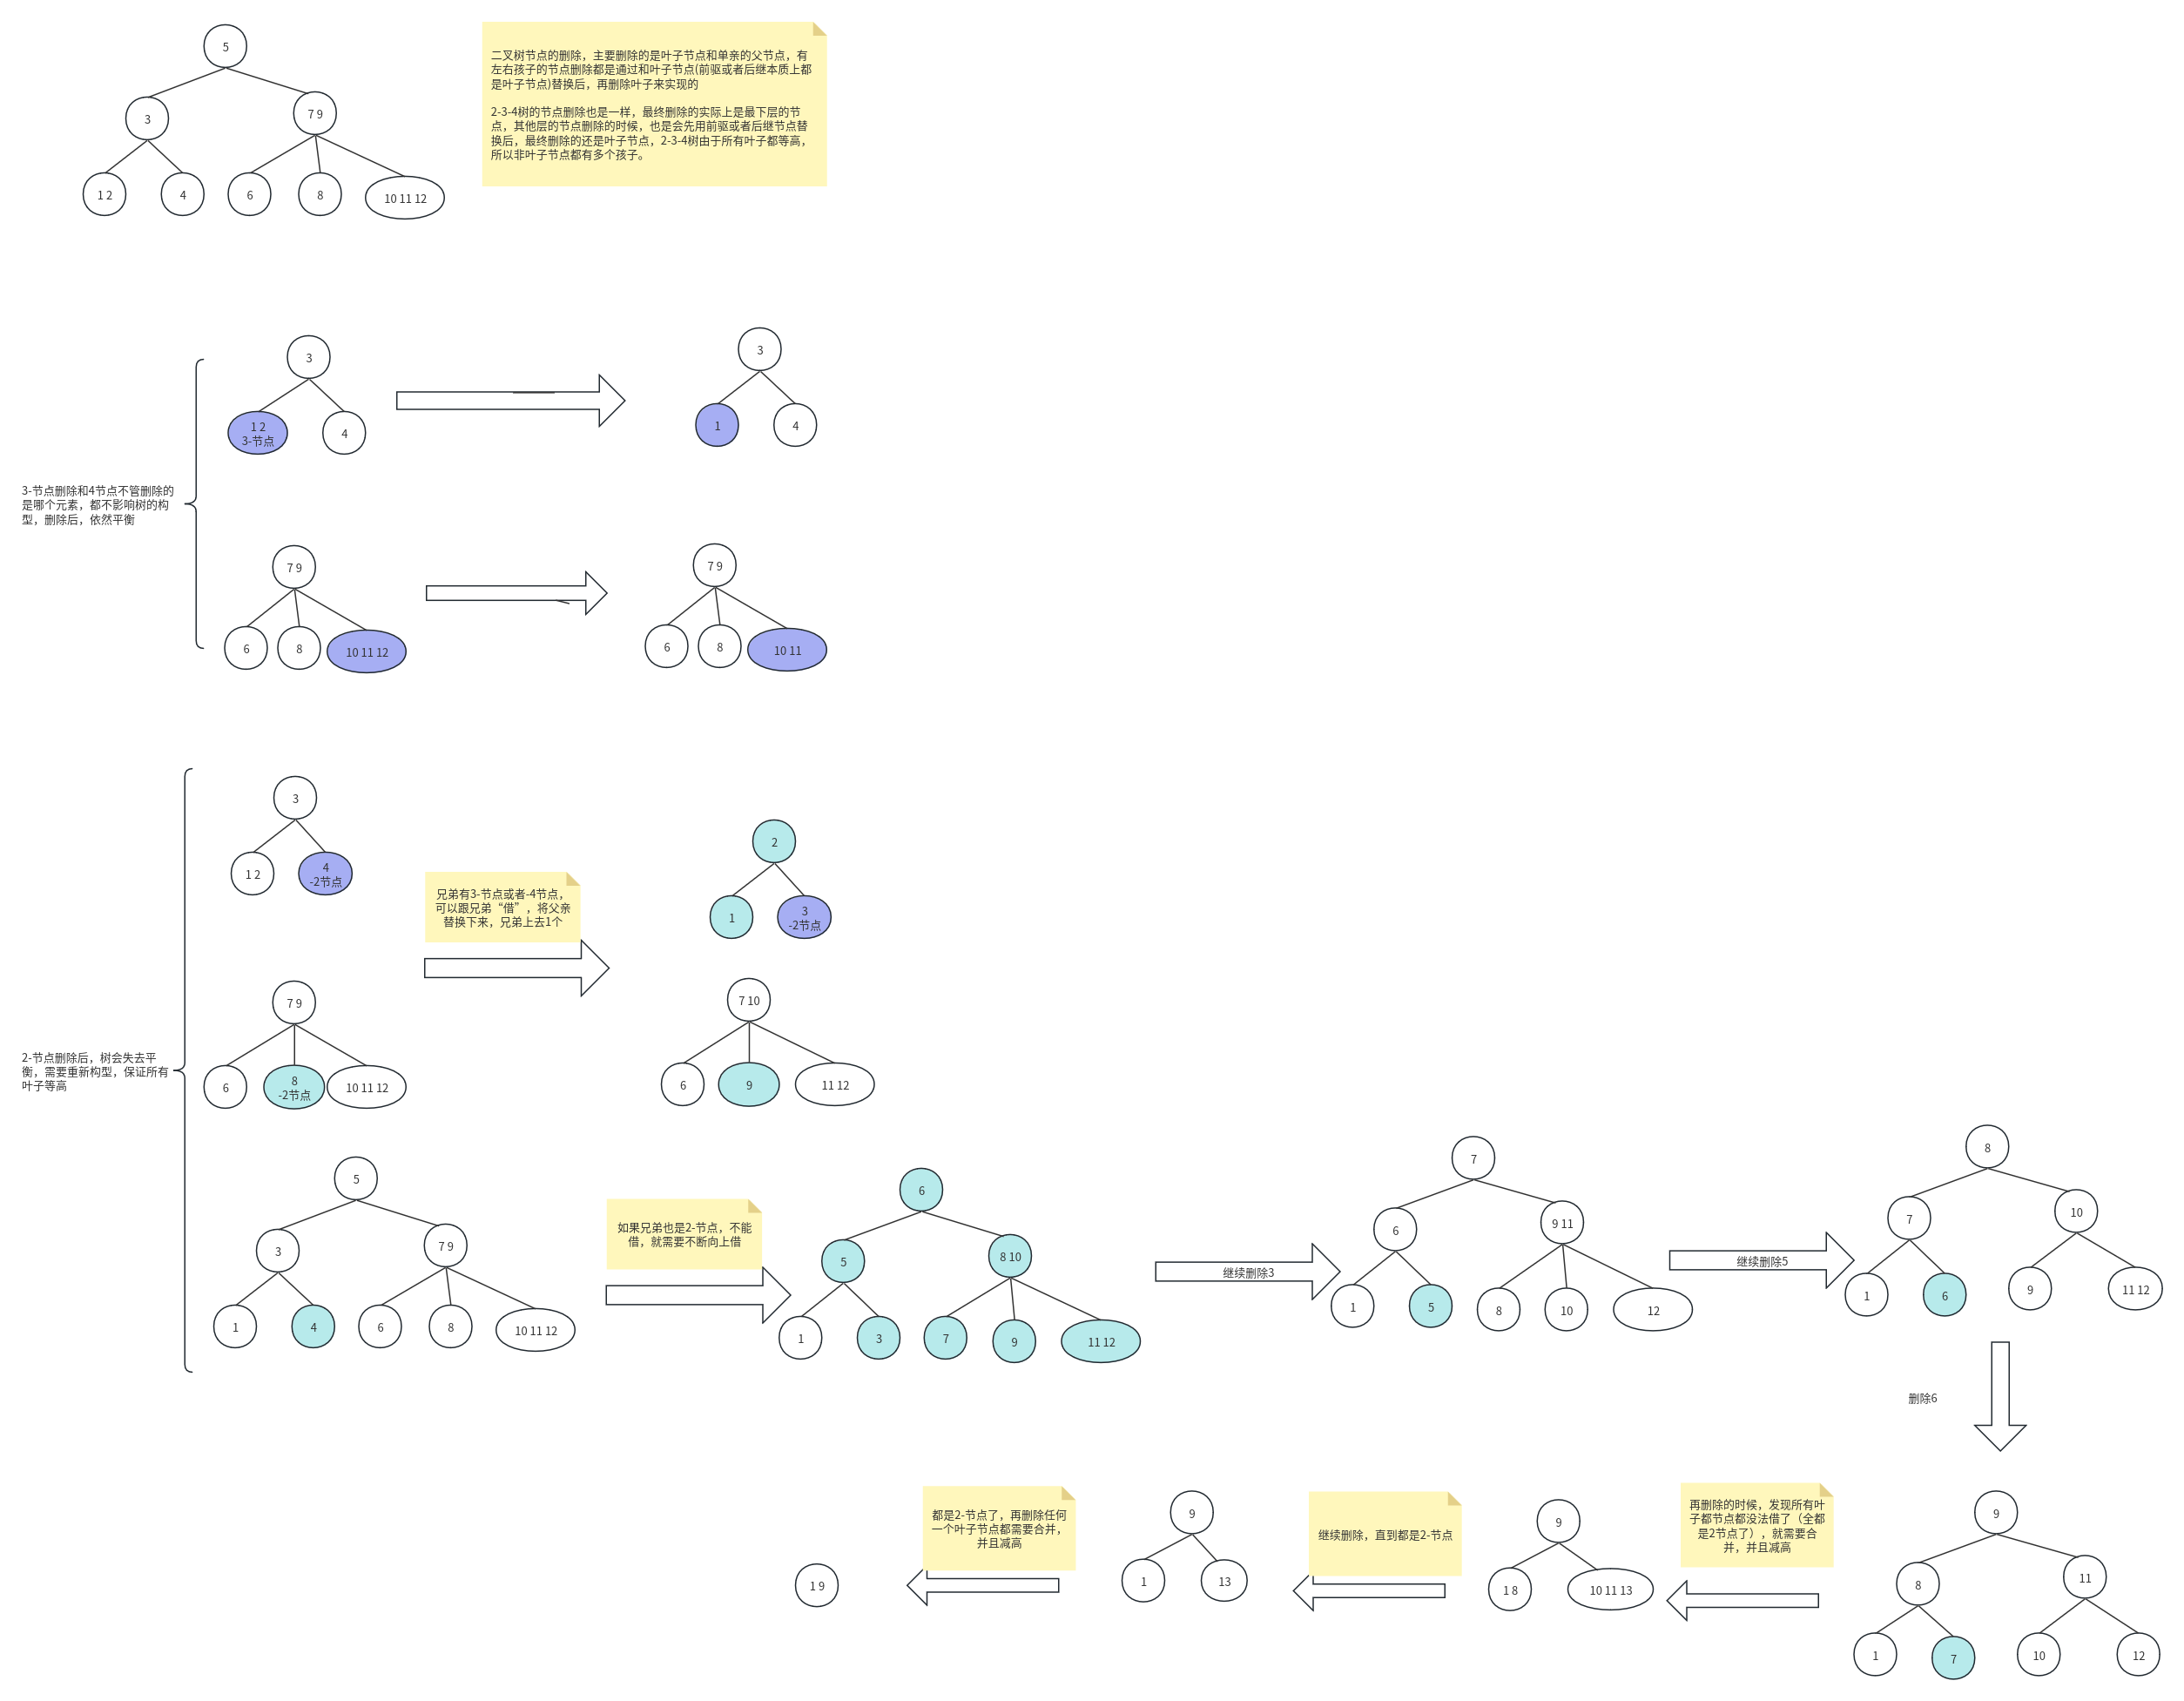 5
3
7 9
1 2
4
6
8
10 11 12
二叉树节点的删除，主要删除的是叶子节点和单亲的父节点，有
左右孩子的节点删除都是通过和叶子节点(前驱或者后继本质上都
是叶子节点)替换后，再删除叶子来实现的
2-3-4树的节点删除也是一样，最终删除的实际上是最下层的节
点，其他层的节点删除的时候，也是会先用前驱或者后继节点替
换后，最终删除的还是叶子节点，2-3-4树由于所有叶子都等高，
所以非叶子节点都有多个孩子。
3-节点删除和4节点不管删除的
是哪个元素，都不影响树的构
型，删除后，依然平衡
3
1 2
3-节点
4
3
1
4
7 9
6
8
10 11 12
7 9
6
8
10 11
2-节点删除后，树会失去平
衡，需要重新构型，保证所有
叶子等高
3
1 2
4
-2节点
兄弟有3-节点或者-4节点，
可以跟兄弟“借”，将父亲
替换下来，兄弟上去1个
2
1
3
-2节点
7 9
6
8
-2节点
10 11 12
7 10
6
9
11 12
5
3
7 9
1
4
6
8
10 11 12
如果兄弟也是2-节点，不能
借，就需要不断向上借
6
5
8 10
1
3
7
9
11 12
继续删除3
7
6
9 11
1
5
8
10
12
继续删除5
8
7
10
1
6
9
11 12
删除6
9
8
11
1
7
10
12
再删除的时候，发现所有叶
子都节点都没法借了（全都
是2节点了），就需要合
并，并且减高
9
1 8
10 11 13
继续删除，直到都是2-节点
9
1
13
都是2-节点了，再删除任何
一个叶子节点都需要合并，
并且减高
1 9